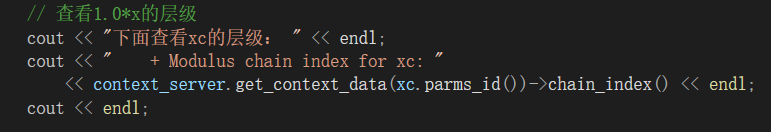 // 查看1.0*x的层级
cout << "下面查看xc的层级： " << endl;
cout << "    + Modulus chain index for xc: "
<< context_server.get_context_data(xc.parms_id())->chain_index() << endl;
cout << endl;